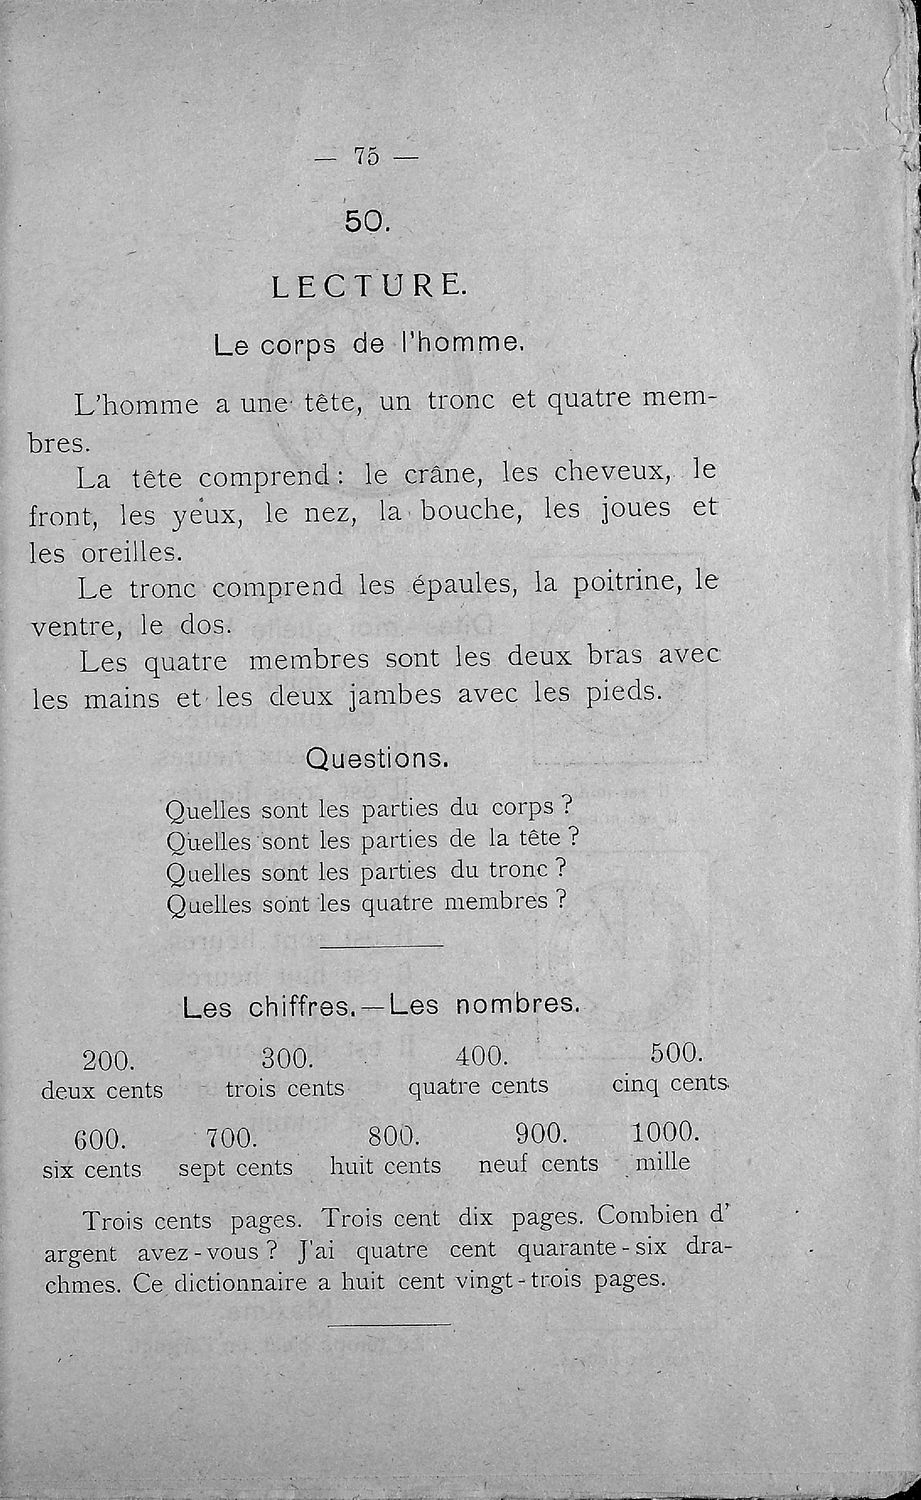 — 75 —
50.
LECTURE.
Le corps de l'homme.
L'homme a une tête, un tronc et quatre mem-
bres.
La tête comprend : le crâne, les cheveux, le
front, les yeux, le nez, la bouche, les joues et
les oreilles.
Le tronc comprend les épaules, la poitrine, le
ventre, le dos.
Les quatre membres sont les deux bras avec
les mains et les deux jambes avec les pieds.
Questions.
Quelles sont les parties du corps ?
Quelles sont les parties de la tête ?
Quelles sont les parties du tronc ?
Quelles sont les quatre membres ?
Les chiffres.—Les nombres.
200. 300. 400. 500.
deux cents trois cents quatre cents cinq cents
600. 700. 800. 900. 1000.
six cents sept cents huit cents neuf cents mille
Trois cents pages. Trois cent dix pages. Combien d'
argent avez-vous ? J'ai quatre cent quarante-six dra-
chmes. Ce dictionnaire a huit cent vingt-trois pages.